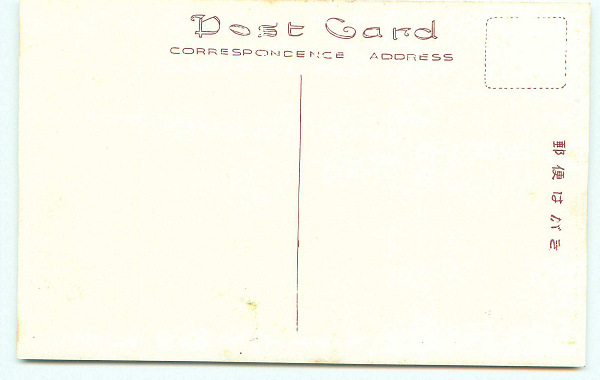 Post Card
CORRESPONDENCE ADDRESS
郵便はがき